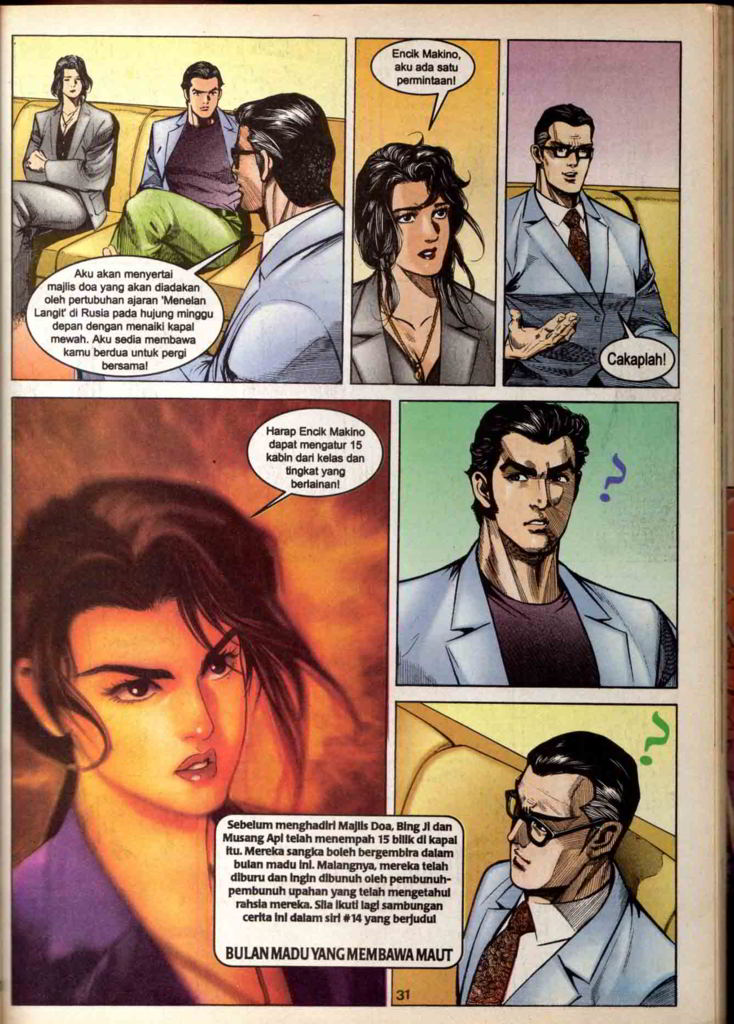 Aku akan menyertai
majlis doa yang akan diadakan
oleh pertubuhan ajaran 'Menelan
Langit' di Rusia pada hujung minggu
depan dengan menaiki kapal
mewah. Aku sedia membawa
kamu berdua untuk pergi
bersama!
Encik Makino,
aku ada satu
permintaan!
Cakaplah!
Harap Encik Makino
dapat mengatur 15
kabin dari kelas dan
tingkat yang
berlainan!
?
?
Sebelum menghadiri Majlis Doa, Bing Ji dan
Musang Api telah menempah 15 bilik di kapal
itu. Mereka sangka boleh bergembira dalam
bulan madu ini. Malangnya, mereka telah
diburu dan ingin dibunuh oleh pembunuh-
pembunuh upahan yang telah mengetahui
rahsia mereka. Sila ikuti lagi sambungan
cerita ini dalam siri #14 yang berjudul
BULAN MADU YANG MEMBAWA MAUT
31